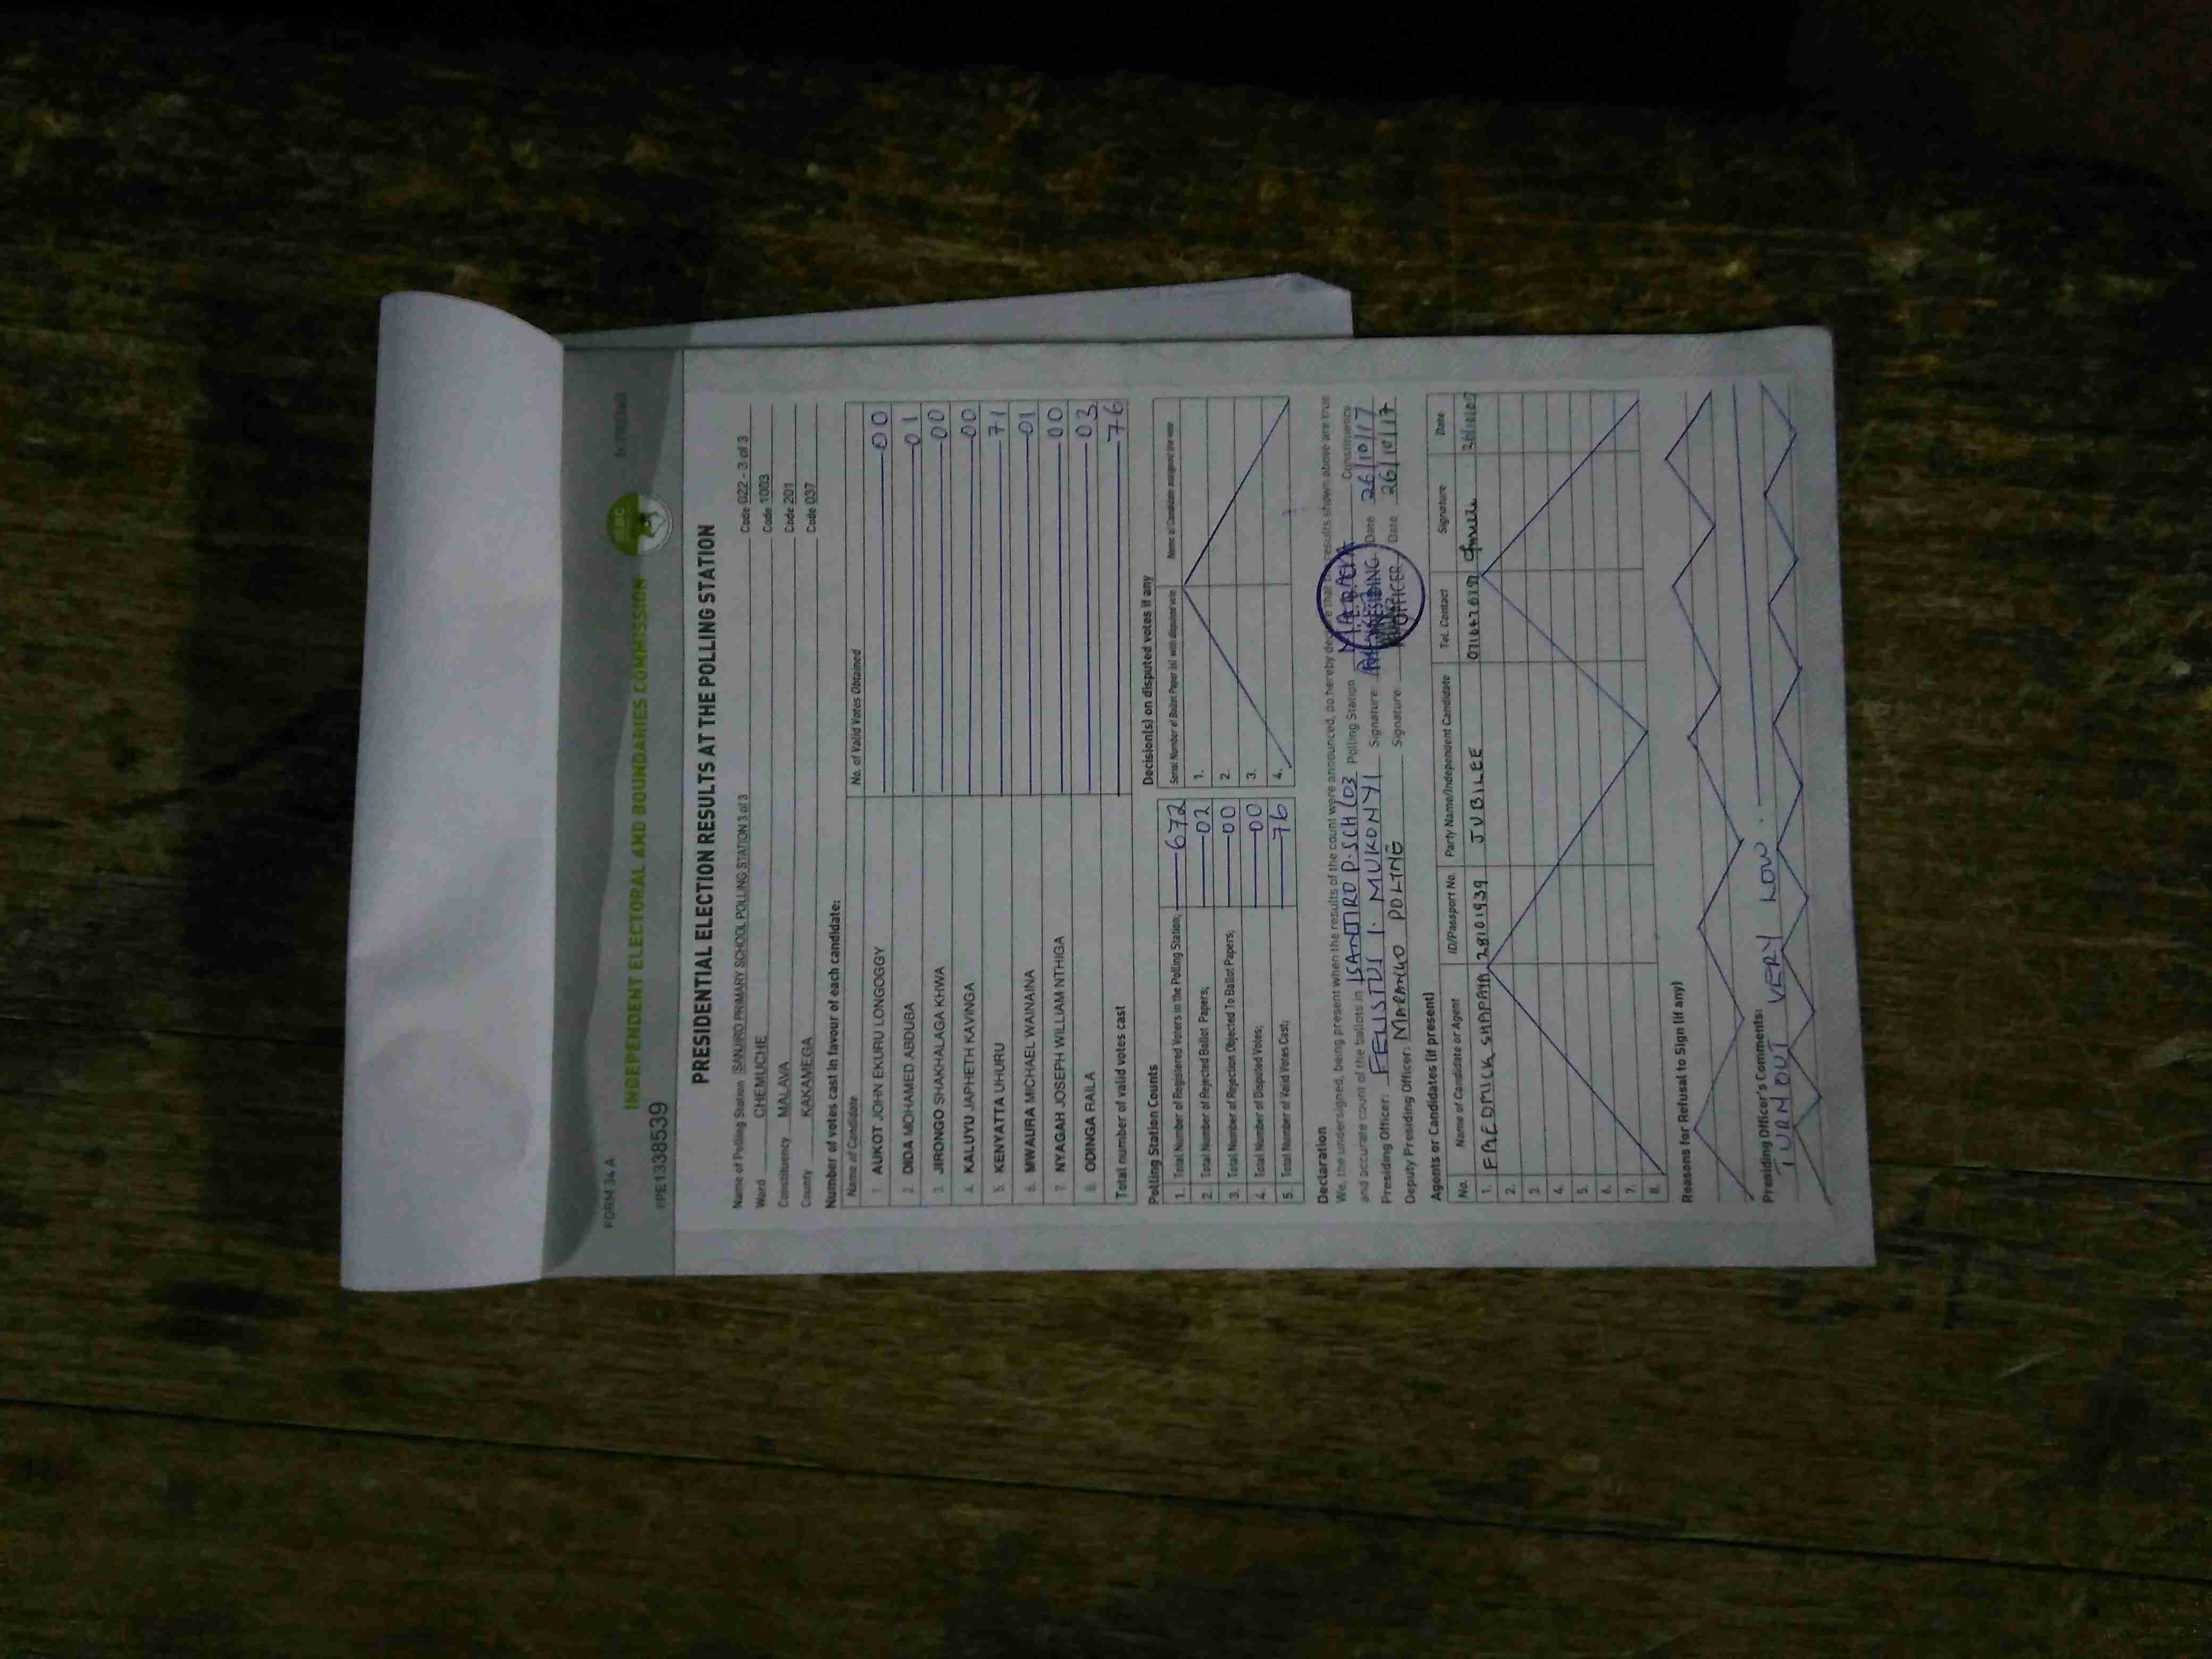 FORM 34 A
INDEPENDENT ELECTORAL AND BOUNDARIES COMMISSION
IEBC
PPE1338539
PRESIDENTIAL ELECTION RESULTS AT THE POLLING STATION
Name of Polling Station ISANJIRO PRIMARY SCHOOL POLLING STATION 3 of 3 Code 022 - 3 of 3
Ward CHEMUCHE Code 1003
Constituency MALAVA Code 201
County KAKAMEGA Code 037
Number of votes cast in favour of each candidate:
Name of Candidate No. of Valid Votes Obtained
1. AUKOT JOHN EKURU LONGOGGY 00
2. DIDA MOHAMED ABDUBA 01
3. JIRONGO SHAKHALAGA KHWA 00
4. KALUYU JAPHETH KAVINGA 00
5. KENYATTA UHURU 71
6. MWAURA MICHAEL WAINAINA 01
7. NYAGAH JOSEPH WILLIAM NTHIGA 00
8. ODINGA RAILA 03
Total number of valid votes cast 76
Polling Station Counts
1. Total Number of Registered Voters in the Polling Station; 672
2. Total Number of Rejected Ballot Papers; 02
3. Total Number of Rejection Objected To Ballot Papers; 00
4. Total Number of Disputed Votes; 00
5. Total Number of Valid Votes Cast; 76
Decision(s) on disputed votes if any
Serial Number of Ballot Paper (s) with disputed vote Name of Candidate assigned the vote
1.
2.
3.
4.
Declaration
We, the undersigned, being present when the results of the count were announced, do hereby declare that the results shown above are true
and accurate count of the ballots in ISANJIRO P.SCH (03 Polling Station MALAVA Constituency
Presiding Officer: FELISTUS I. MUKONYI Signature: Date 26/10/17
Deputy Presiding Officer: MARANGO POLINE Signature: Date 26/10/17
PRESIDING OFFICER
Agents or Candidates (if present)
No. Name of Candidate or Agent ID/Passport No. Party Name/Independent Candidate Tel. Contact Signature Date
1. FREDRICK SHAPAYA 28101939 JUBILEE
2.
3.
4.
5.
6.
7.
8.
Reasons for Refusal to Sign (if any)
Presiding Officer's Comments:
TURN OUT VERY LOW.